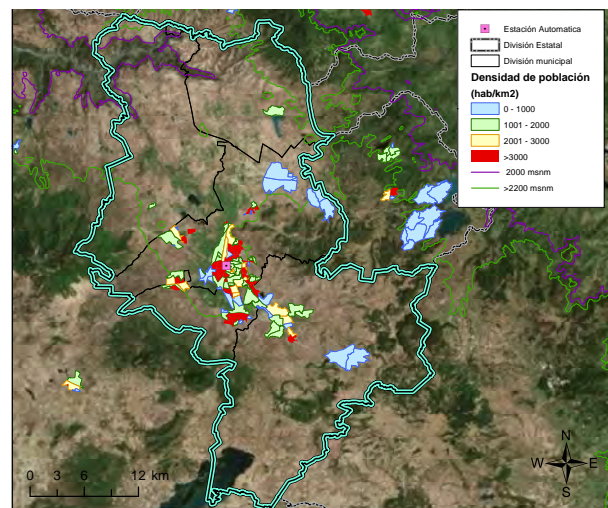 Estación Automatica
División Estatal
División municipal
Densidad de población
(hab/km2)
0 - 1000
1001 - 2000
2001 - 3000
>3000
2000 msnm
>2200 msnm
N
W E
S
0 3 6 12 km